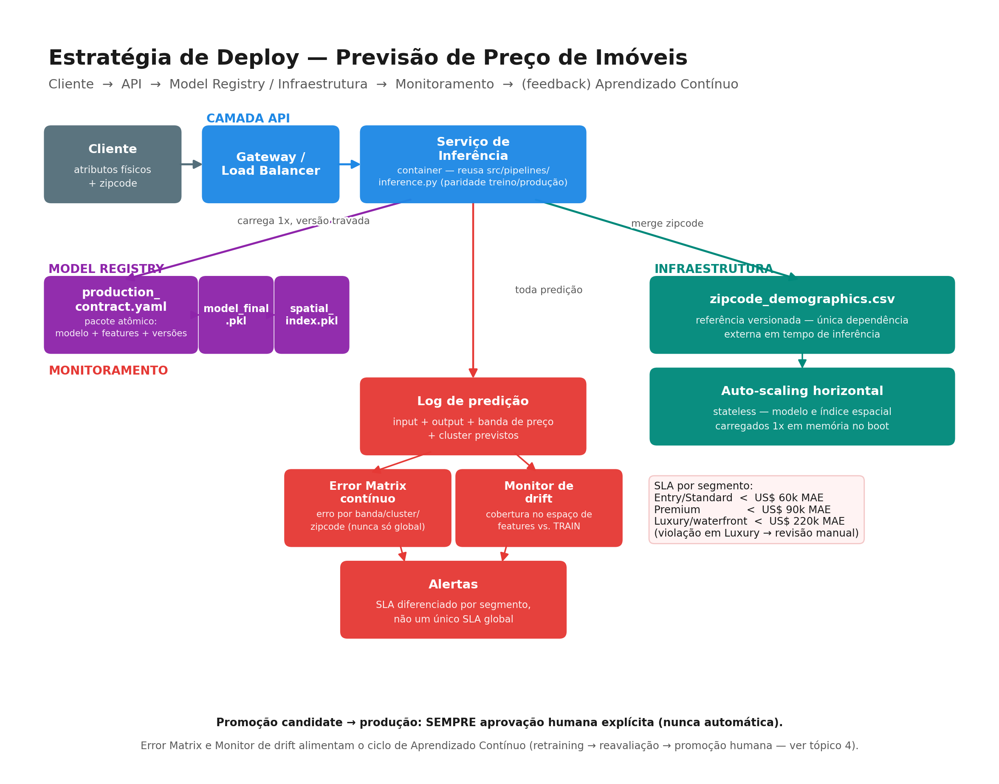 Estratégia de Deploy — Previsão de Preço de Imóveis
Cliente → API → Model Registry / Infraestrutura → Monitoramento → (feedback) Aprendizado Contínuo
CAMADA API
Cliente
atributos físicos
+ zipcode
Gateway /
Load Balancer
Serviço de
Inferência
container — reusa src/pipelines/
inference.py (paridade treino/produção)
carrega 1x, versão travada
merge zipcode
MODEL REGISTRY
production_
contract.yaml
pacote atômico:
modelo + features + versões
model_final
.pkl
spatial_
index.pkl
toda predição
INFRAESTRUTURA
zipcode_demographics.csv
referência versionada — única dependência
externa em tempo de inferência
MONITORAMENTO
Log de predição
input + output + banda de preço
+ cluster previstos
Auto-scaling horizontal
stateless — modelo e índice espacial
carregados 1x em memória no boot
Error Matrix
contínuo
erro por banda/cluster/
zipcode (nunca só global)
Monitor de
drift
cobertura no espaço de
features vs. TRAIN
SLA por segmento:
Entry/Standard < US$ 60k MAE
Premium < US$ 90k MAE
Luxury/waterfront < US$ 220k MAE
(violação em Luxury → revisão manual)
Alertas
SLA diferenciado por segmento,
não um único SLA global
Promoção candidate → produção: SEMPRE aprovação humana explícita (nunca automática).
Error Matrix e Monitor de drift alimentam o ciclo de Aprendizado Contínuo (retraining → reavaliação → promoção humana — ver tópico 4).